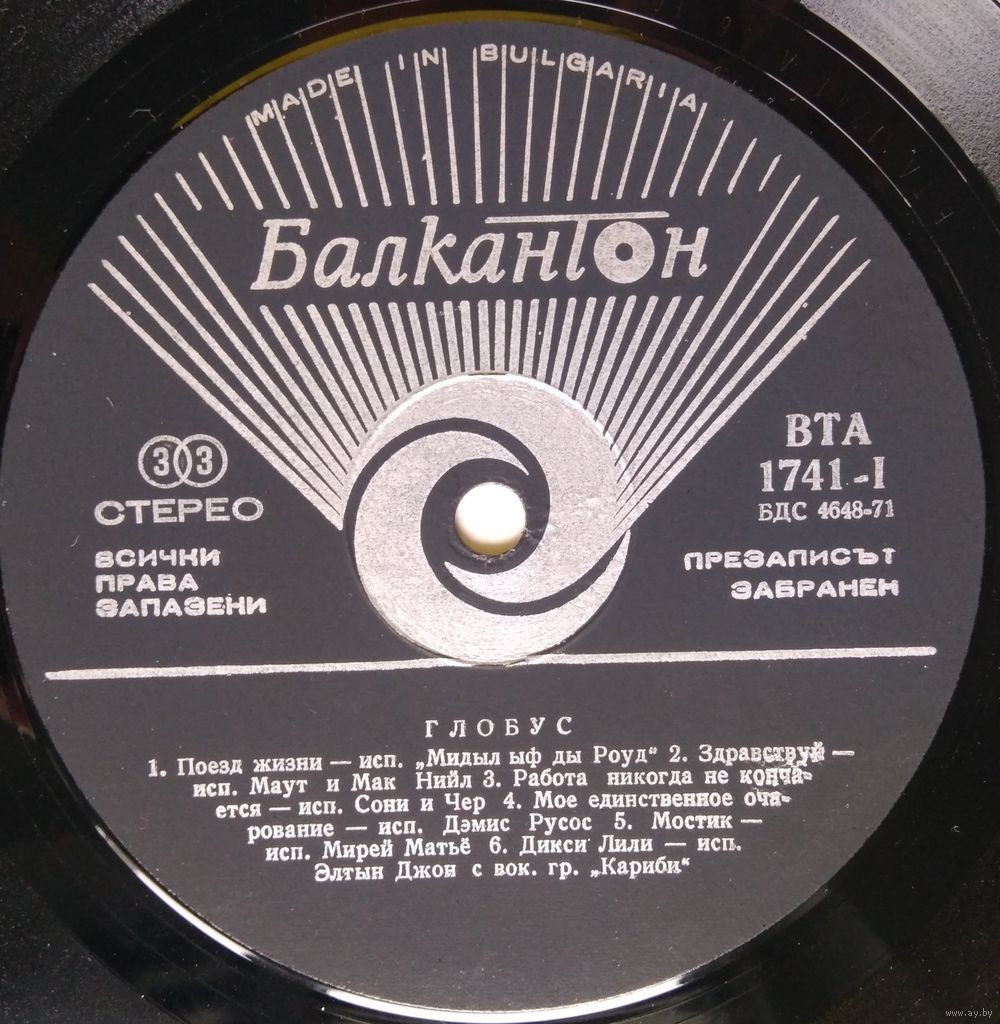 MADE IN BULGARIA
Балкантон
33
СТЕРЕО
ВСИЧКИ
ПРАВА
ЗАПАЗЕНИ
ВТА
1741-I
БДС 4648-71
ПРЕЗАПИСЪТ
ЗАБРАНЕН
ГЛОБУС
1. Поезд жизни — исп. „Мидыл ыф ды Роуд“ 2. Здравствуй —
исп. Маут и Мак Нийл 3. Работа никогда не конча-
ется — исп. Сони и Чер 4. Мое единственное оча-
рование — исп. Дэмис Русос 5. Мостик —
исп. Мирей Матьё 6. Дикси Лили — исп.
Элтын Джон с вок. гр. „Кариби“
www.ay.by